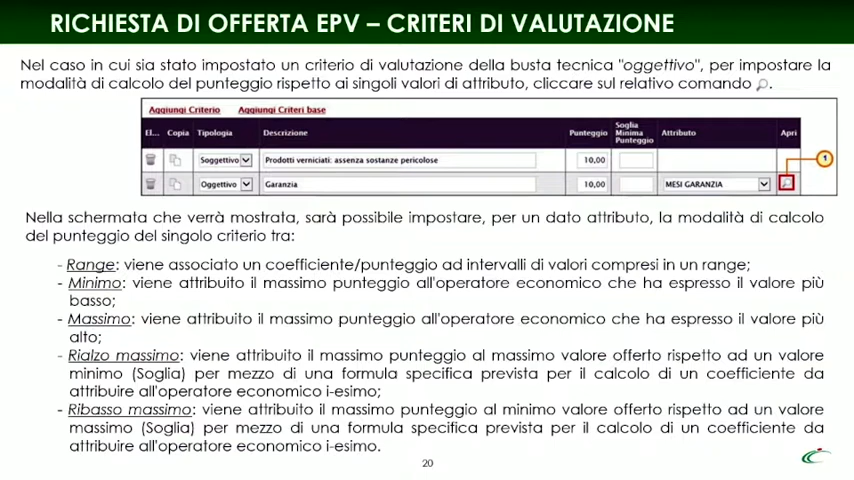 RICHIESTA DI OFFERTA EPV – CRITERI DI VALUTAZIONE
Nel caso in cui sia stato impostato un criterio di valutazione della busta tecnica "oggettivo", per impostare la
modalità di calcolo del punteggio rispetto ai singoli valori di attributo, cliccare sul relativo comando .
Aggiungi Criterio Aggiungi Criteri base
El... Copia Tipologia Descrizione Punteggio Soglia Minima Punteggio Attributo Apri
Soggettivo Prodotti verniciati: assenza sostanze pericolose 10,00
1
Oggettivo Garanzia 10,00 MESI GARANZIA
Nella schermata che verrà mostrata, sarà possibile impostare, per un dato attributo, la modalità di calcolo
del punteggio del singolo criterio tra:
- Range: viene associato un coefficiente/punteggio ad intervalli di valori compresi in un range;
- Minimo: viene attribuito il massimo punteggio all'operatore economico che ha espresso il valore più
basso;
- Massimo: viene attribuito il massimo punteggio all'operatore economico che ha espresso il valore più
alto;
- Rialzo massimo: viene attribuito il massimo punteggio al massimo valore offerto rispetto ad un valore
minimo (Soglia) per mezzo di una formula specifica prevista per il calcolo di un coefficiente da
attribuire all'operatore economico i-esimo;
- Ribasso massimo: viene attribuito il massimo punteggio al minimo valore offerto rispetto ad un valore
massimo (Soglia) per mezzo di una formula specifica prevista per il calcolo di un coefficiente da
attribuire all'operatore economico i-esimo.
20